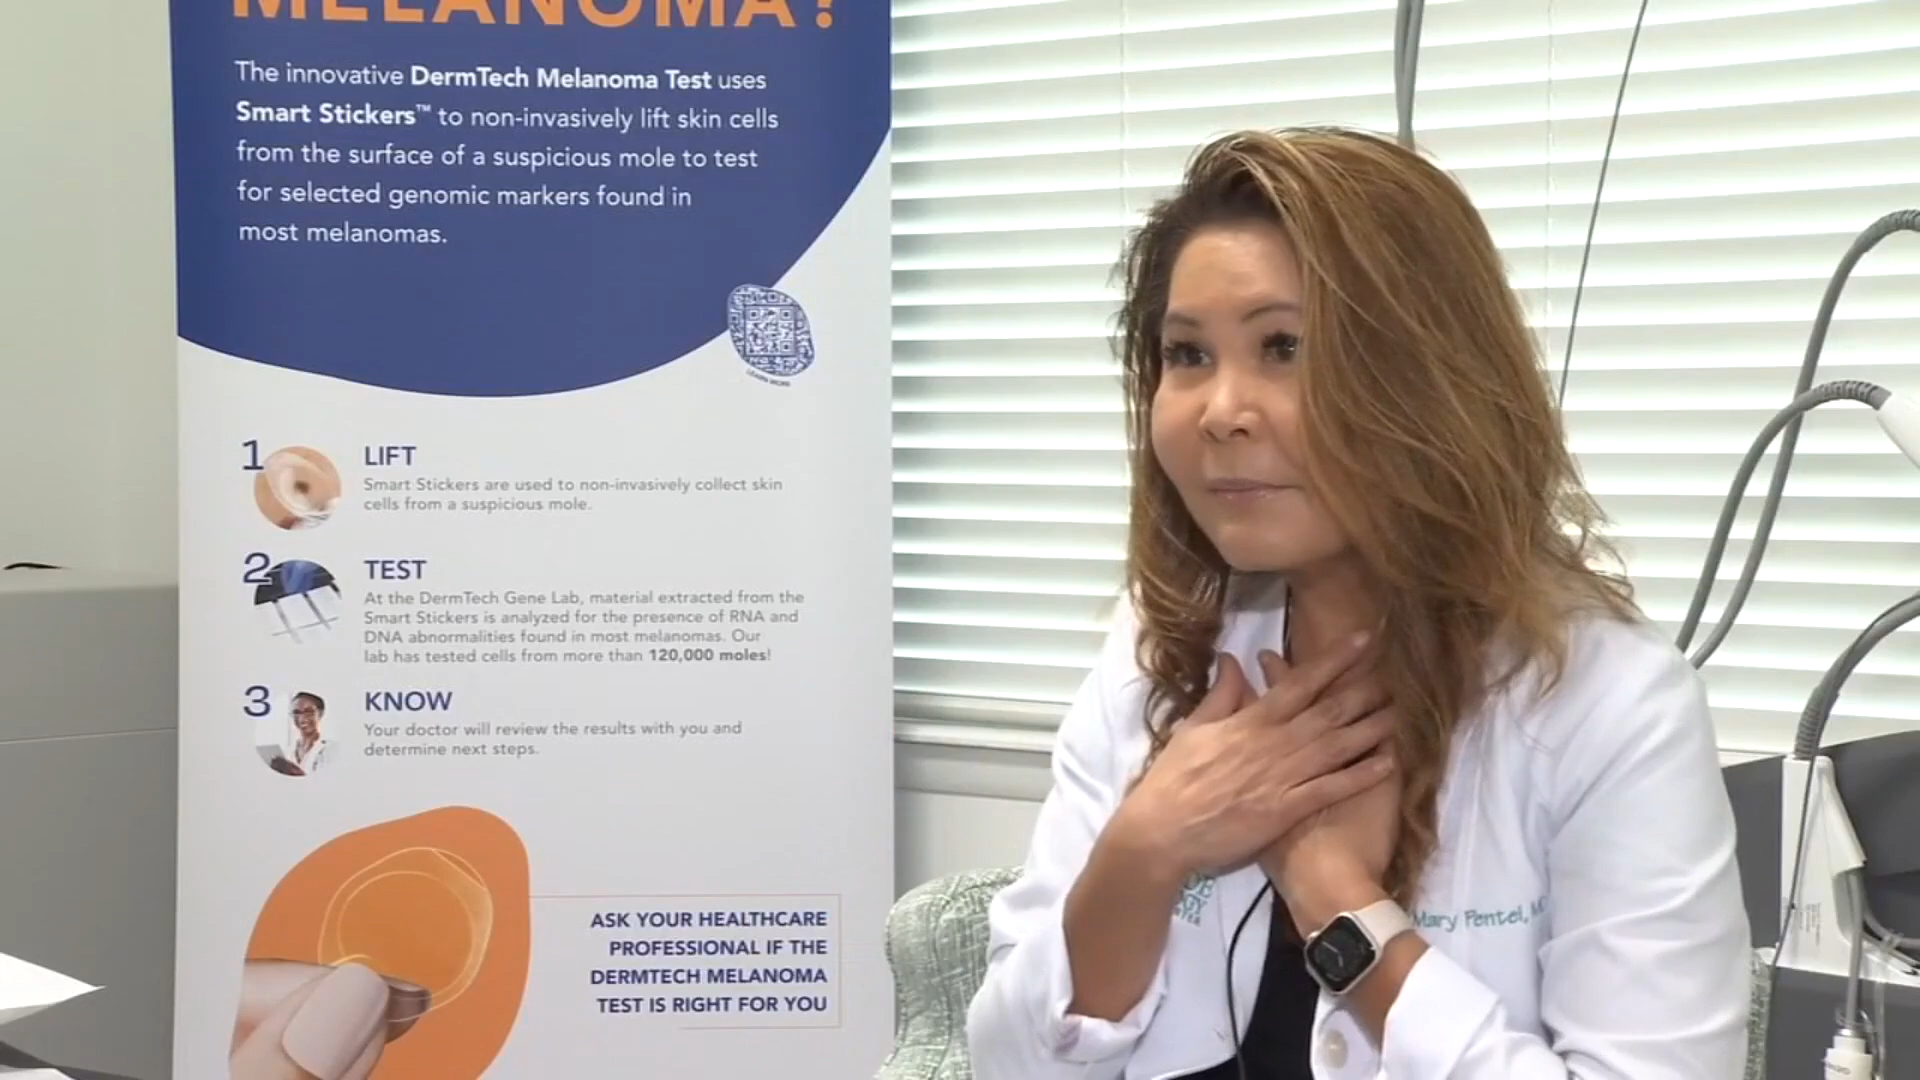 MELANOMA?
The innovative DermTech Melanoma Test uses
Smart Stickers™ to non-invasively lift skin cells
from the surface of a suspicious mole to test
for selected genomic markers found in
most melanomas.
LEARN MORE
1 LIFT
Smart Stickers are used to non-invasively collect skin
cells from a suspicious mole.
2 TEST
At the DermTech Gene Lab, material extracted from the
Smart Stickers is analyzed for the presence of RNA and
DNA abnormalities found in most melanomas. Our
lab has tested cells from more than 120,000 moles!
3 KNOW
Your doctor will review the results with you and
determine next steps.
ASK YOUR HEALTHCARE
PROFESSIONAL IF THE
DERMTECH MELANOMA
TEST IS RIGHT FOR YOU
Mary Fentel,